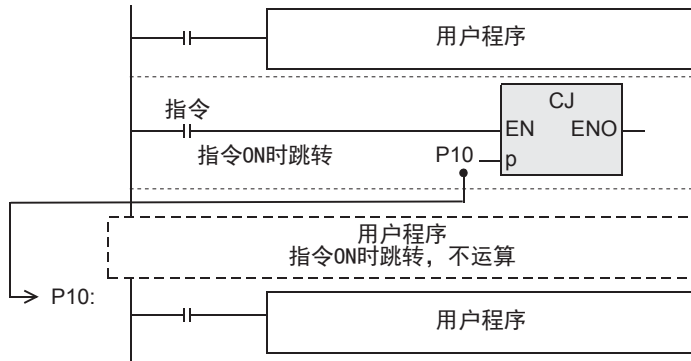 用户程序
指令
CJ
EN ENO
指令ON时跳转 P10 p
用户程序
指令ON时跳转，不运算
P10:
用户程序